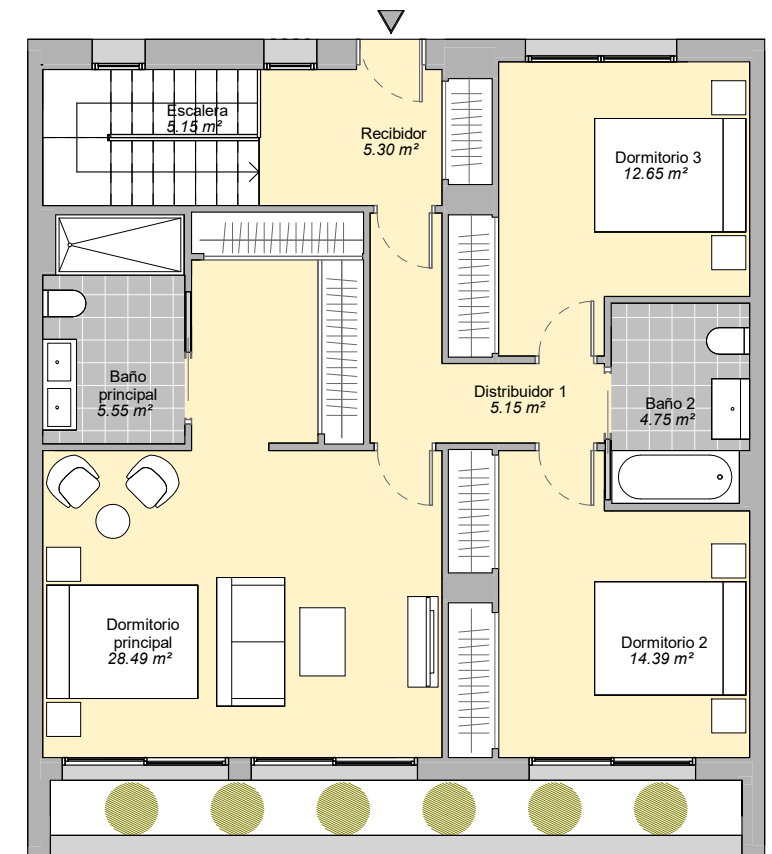 Escalera
5.15 m²
Recibidor
5.30 m²
Dormitorio 3
12.65 m²
Baño
principal
5.55 m²
Distribuidor 1
5.15 m²
Baño 2
4.75 m²
Dormitorio
principal
28.49 m²
Dormitorio 2
14.39 m²